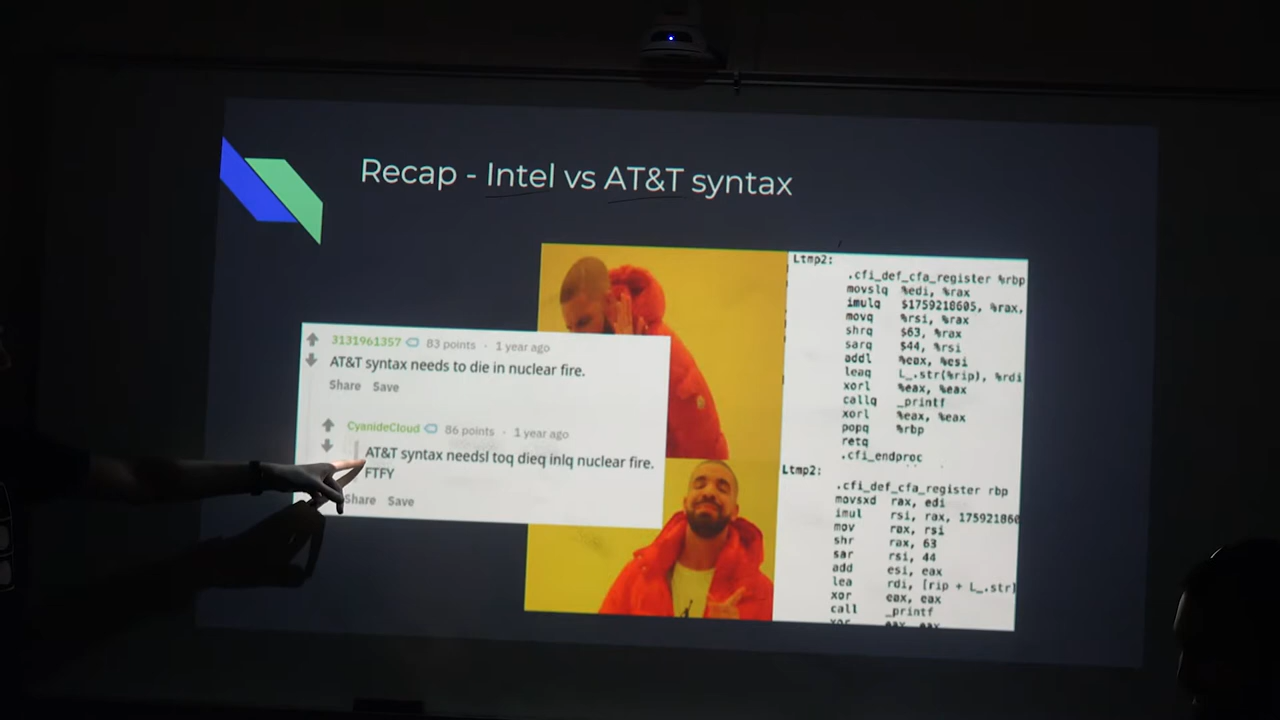 Recap - Intel vs AT&T syntax
3131961357 83 points · 1 year ago
AT&T syntax needs to die in nuclear fire.
Share Save
CyanideCloud 86 points · 1 year ago
AT&T syntax needsl toq dieq inlq nuclear fire.
FTFY
Share Save
Ltmp2:
.cfi_def_cfa_register %rbp
movslq %edi, %rax
imulq $1759218605, %rax,
movq %rsi, %rax
shrq $63, %rax
sarq $44, %rsi
addl %eax, %esi
leaq L_.str(%rip), %rdi
xorl %eax, %eax
callq _printf
xorl %eax, %eax
popq %rbp
retq
.cfi_endproc
Ltmp2:
.cfi_def_cfa_register rbp
movsxd rax, edi
imul rsi, rax, 175921860
mov rax, rsi
shr rax, 63
sar rsi, 44
add esi, eax
lea rdi, [rip + L_.str]
xor eax, eax
call _printf
xor eax, eax